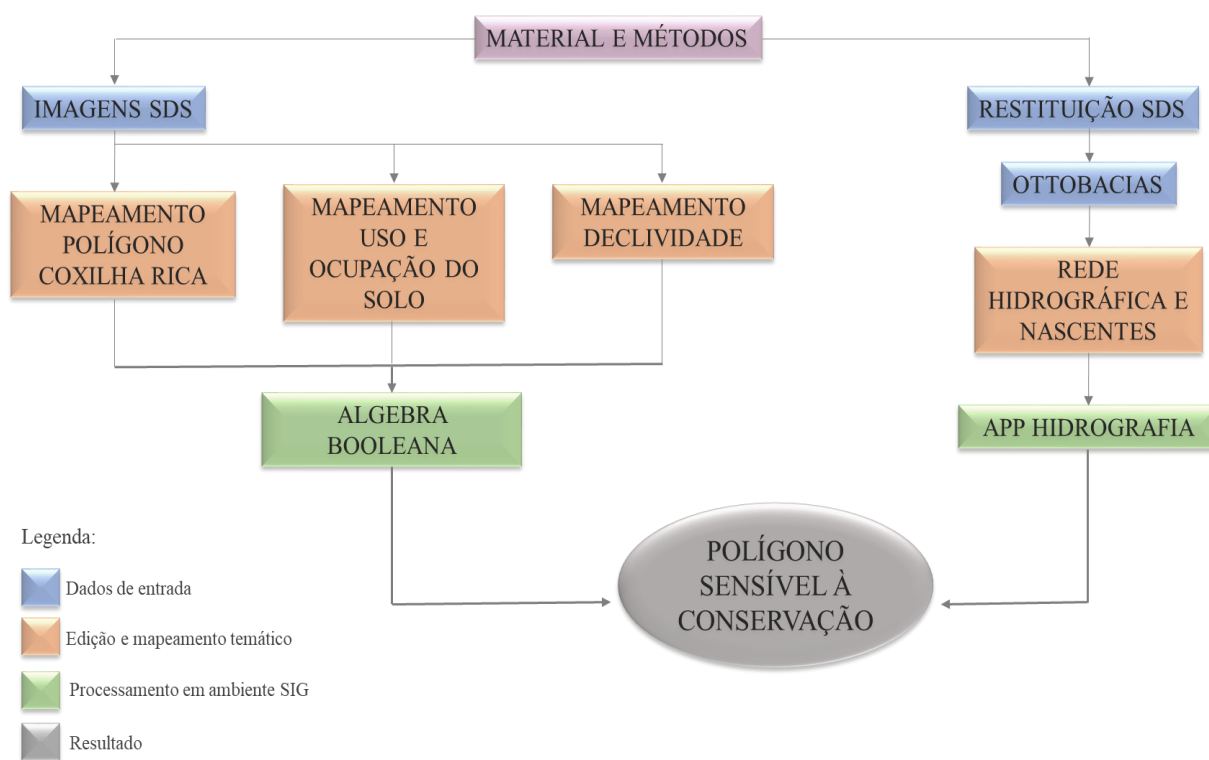 MATERIAL E MÉTODOS
IMAGENS SDS
RESTITUIÇÃO SDS
OTTOBACIAS
MAPEAMENTO
POLÍGONO
COXILHA RICA
MAPEAMENTO
USO E
OCUPAÇÃO DO
SOLO
MAPEAMENTO
DECLIVIDADE
REDE
HIDROGRÁFICA E
NASCENTES
ALGEBRA
BOOLEANA
APP HIDROGRAFIA
POLÍGONO
SENSÍVEL À
CONSERVAÇÃO
Legenda:
Dados de entrada
Edição e mapeamento temático
Processamento em ambiente SIG
Resultado